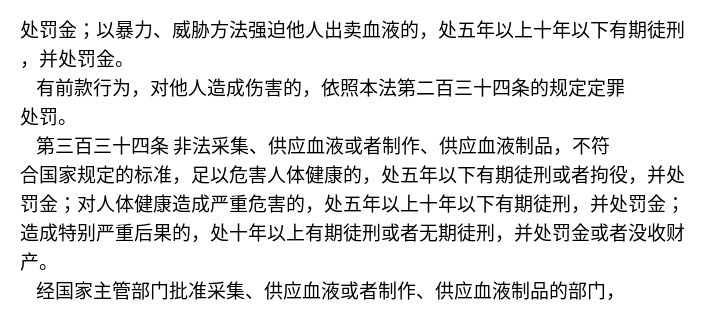 处罚金；以暴力、威胁方法强迫他人出卖血液的，处五年以上十年以下有期徒刑
，并处罚金。
有前款行为，对他人造成伤害的，依照本法第二百三十四条的规定定罪
处罚。
第三百三十四条 非法采集、供应血液或者制作、供应血液制品，不符
合国家规定的标准，足以危害人体健康的，处五年以下有期徒刑或者拘役，并处
罚金；对人体健康造成严重危害的，处五年以上十年以下有期徒刑，并处罚金；
造成特别严重后果的，处十年以上有期徒刑或者无期徒刑，并处罚金或者没收财
产。
经国家主管部门批准采集、供应血液或者制作、供应血液制品的部门，